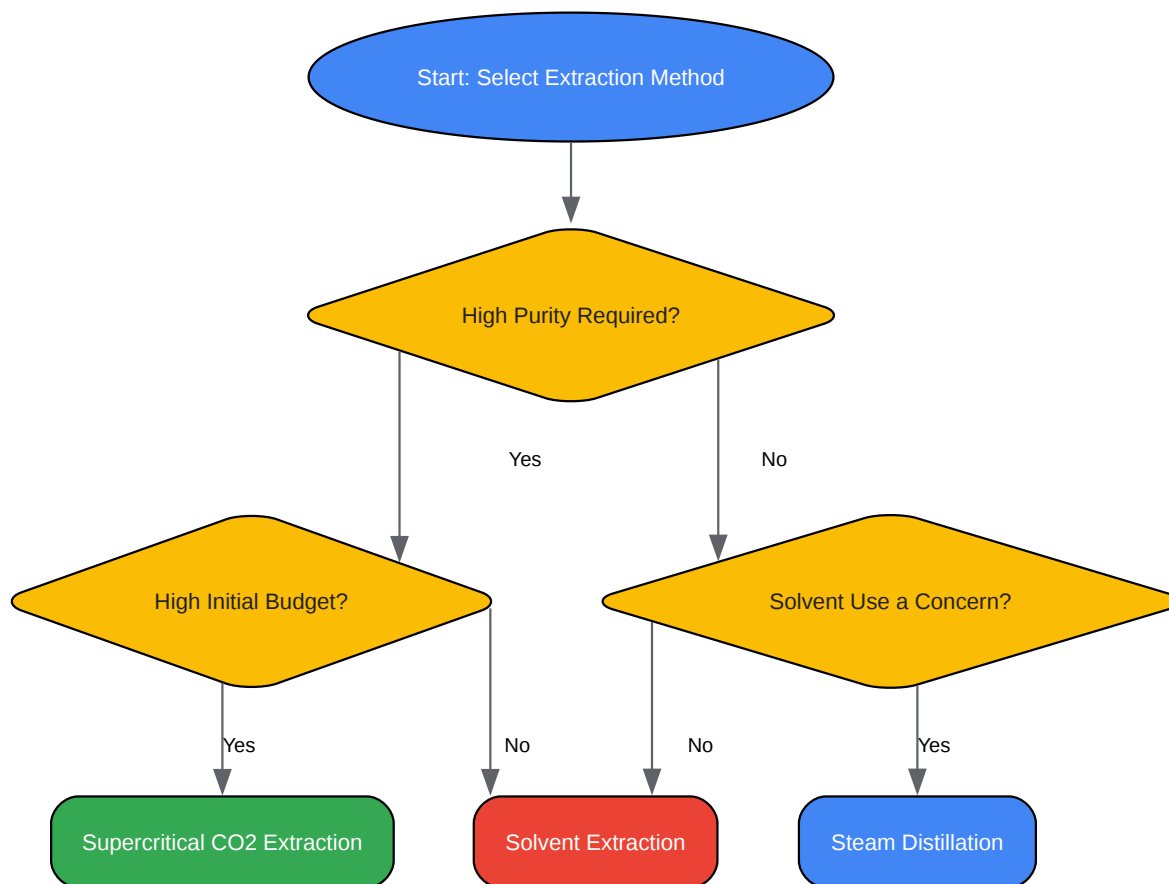 Start: Select Extraction Method
High Purity Required?
Yes
No
High Initial Budget?
Solvent Use a Concern?
Yes
No
No
Yes
Supercritical CO2 Extraction
Solvent Extraction
Steam Distillation